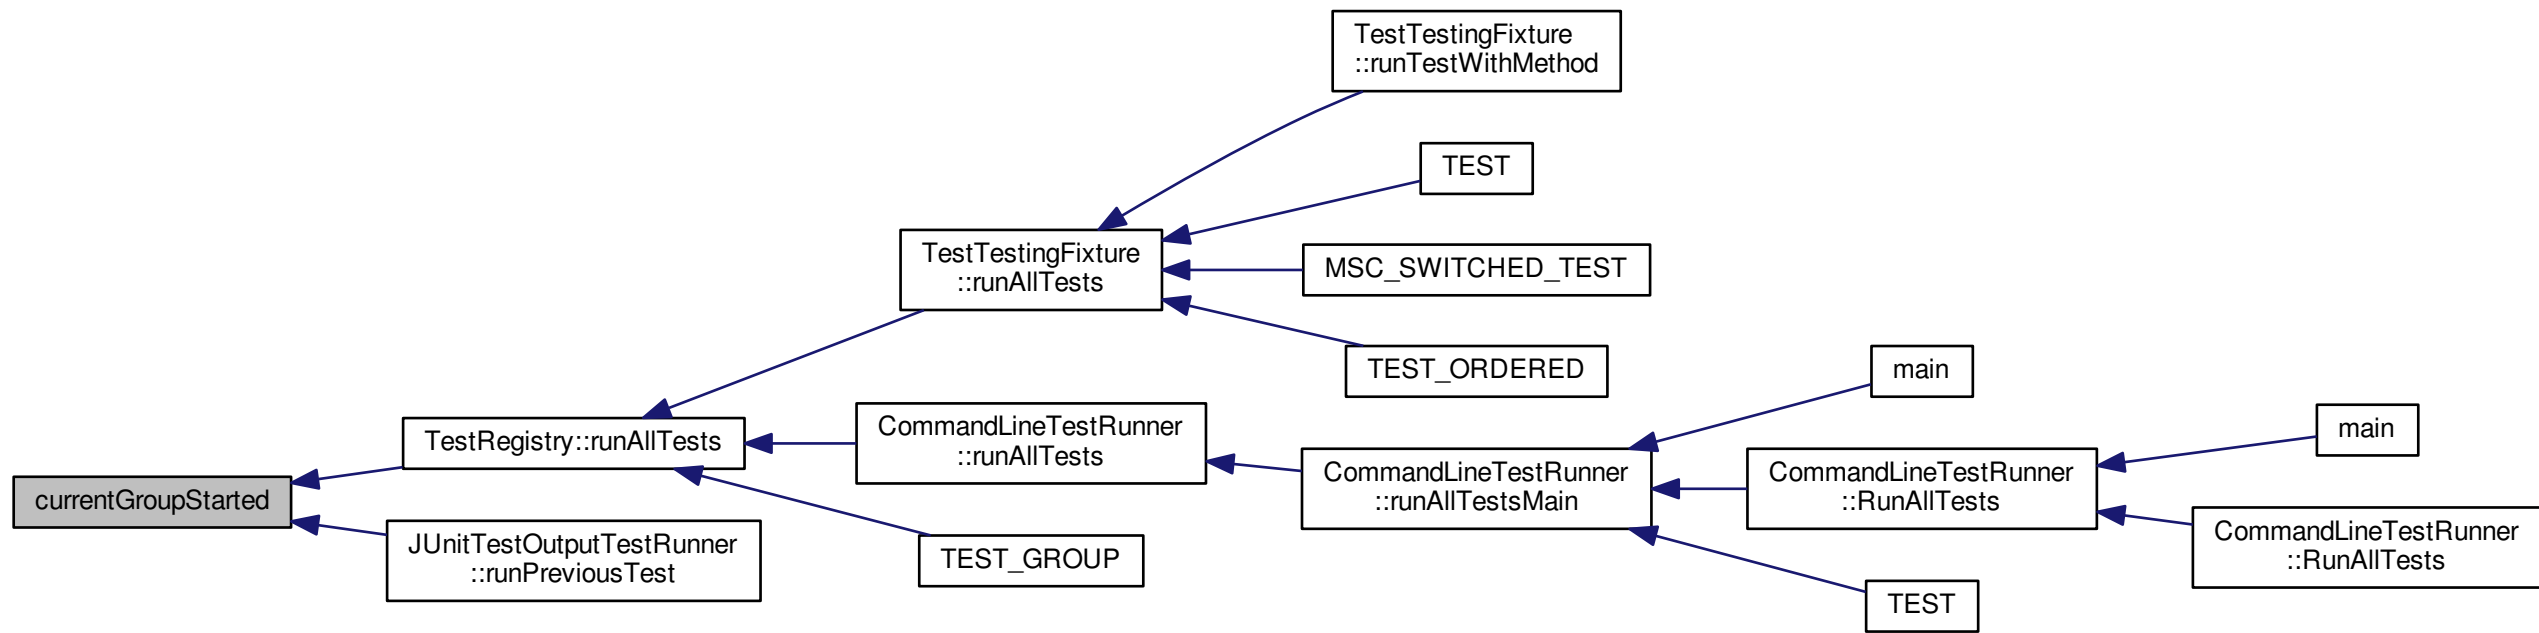 TestTestingFixture
::runTestWithMethod
TEST
TestTestingFixture
::runAllTests
MSC_SWITCHED_TEST
TEST_ORDERED
main
CommandLineTestRunner
::runAllTests
main
TestRegistry::runAllTests
CommandLineTestRunner
::runAllTestsMain
CommandLineTestRunner
::RunAllTests
currentGroupStarted
CommandLineTestRunner
::RunAllTests
JUnitTestOutputTestRunner
::runPreviousTest
TEST_GROUP
TEST